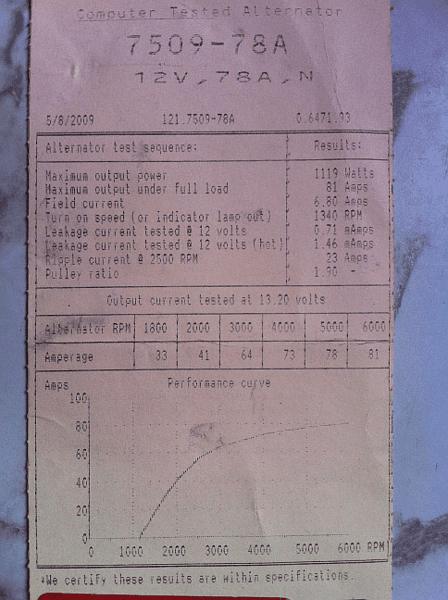 Computer Tested Alternator
7509-78A
12V,78A,N
5/8/2009 121.7509-78A 0.6471.93
Alternator test sequence: Results:
Maximum output power 1119 Watts
Maximum output under full load 81 Amps
Field current 6.80 Amps
Turn on speed (or indicator lamp out) 1340 RPM
Leakage current tested @ 12 volts 0.71 mAmps
Leakage current tested @ 12 volts (hot) 1.46 mAmps
Ripple current @ 2500 RPM 23 Amps
Pulley ratio 1.90 -
Output current tested at 13.20 volts
Alternator RPM 1800 2000 3000 4000 5000 6000
Amperage 33 41 64 73 78 81
Amps Performance curve
100
80
60
40
20
0
0 1000 2000 3000 4000 5000 6000 RPM
*We certify these results are within specifications.